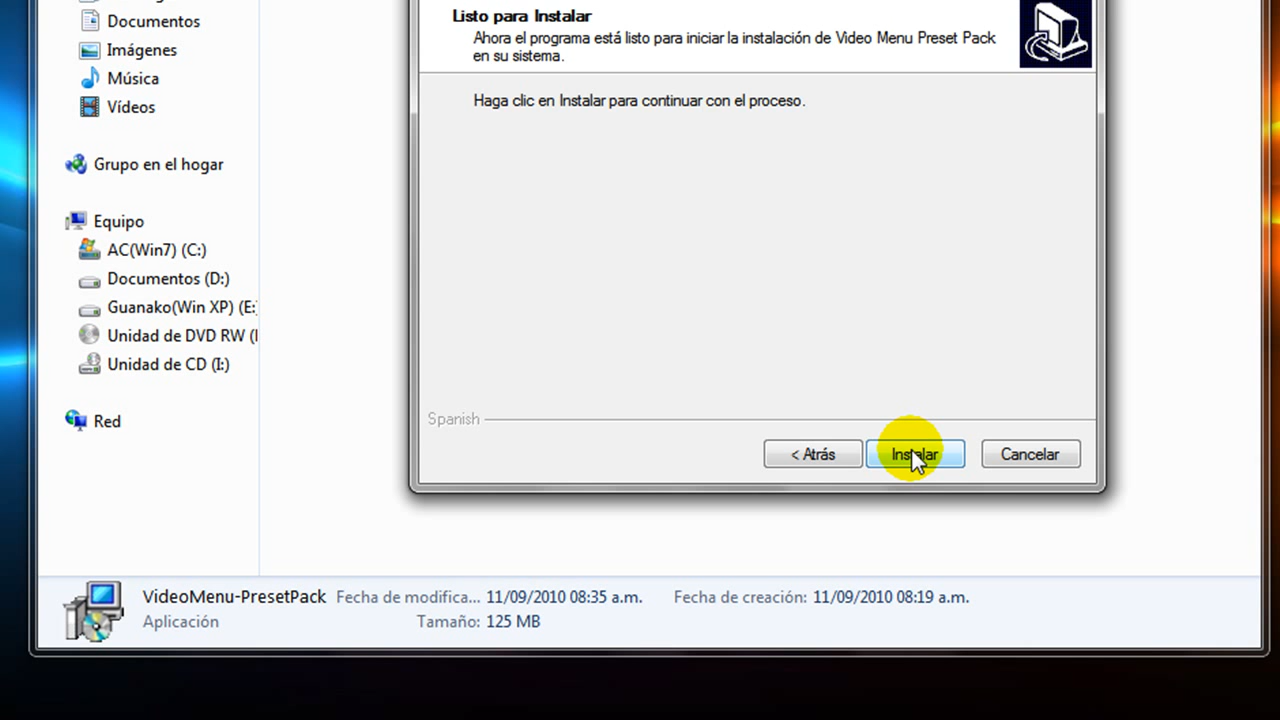 Documentos
Imágenes
Música
Vídeos
Grupo en el hogar
Equipo
AC(Win7) (C:)
Documentos (D:)
Guanako(Win XP) (E:
Unidad de DVD RW (
Unidad de CD (I:)
Red
Listo para Instalar
Ahora el programa está listo para iniciar la instalación de Video Menu Preset Pack
en su sistema.
Haga clic en Instalar para continuar con el proceso.
Spanish
< Atrás Instalar Cancelar
VideoMenu-PresetPack Fecha de modifica... 11/09/2010 08:35 a.m. Fecha de creación: 11/09/2010 08:19 a.m.
Aplicación Tamaño: 125 MB